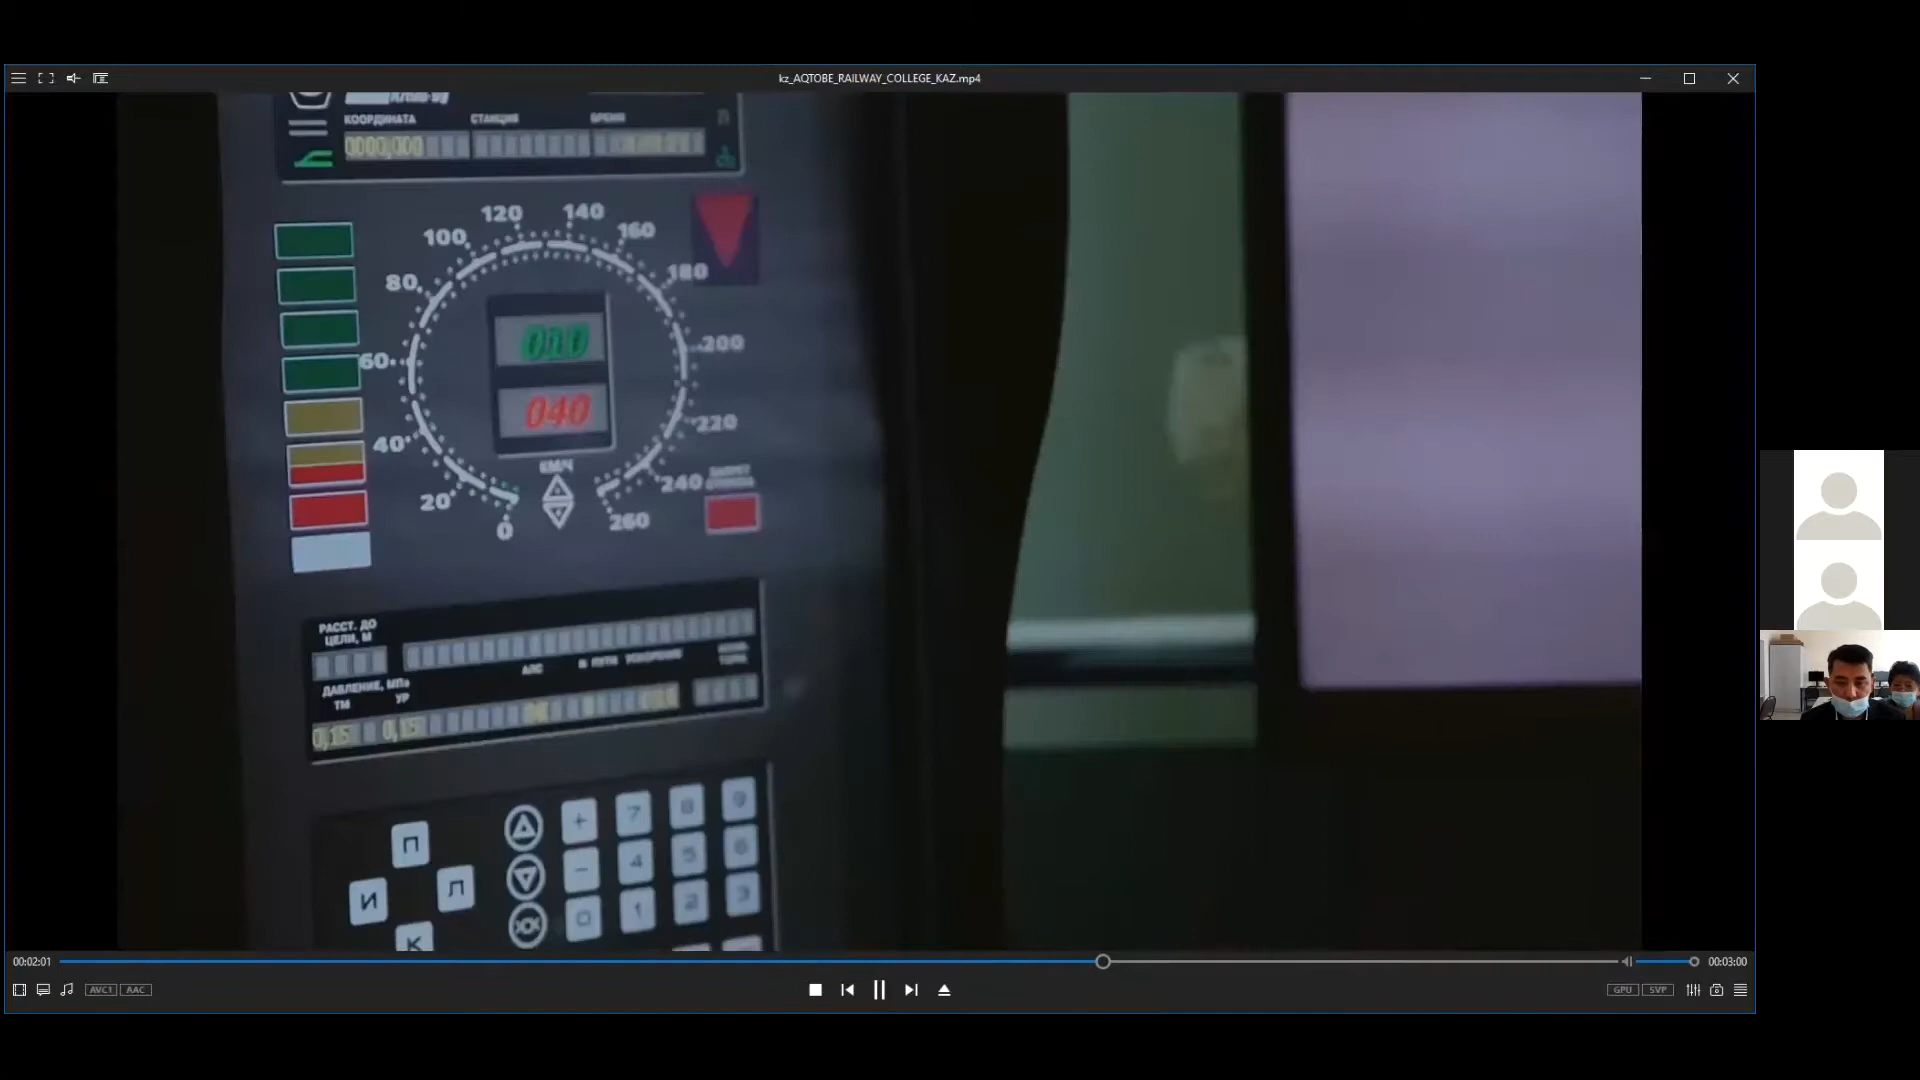 kz_AQTOBE_RAILWAY_COLLEGE_KAZ.mp4
КООРДИНАТА СТАНЦИЯ ВРЕМЯ
0000,000
120 140
100 160
80 180
010
60 200
040
40 220
КМ/Ч
20 240
0 260
РАССТ. ДО
ЦЕЛИ, М
ДАВЛЕНИЕ, МПа
ТМ УР
0,15 0,15
П
+ 7 8 9
И Л
- 4 5 6
К
0 1 2 3
00:02:01 00:03:00
AVC1 AAC GPU SVP